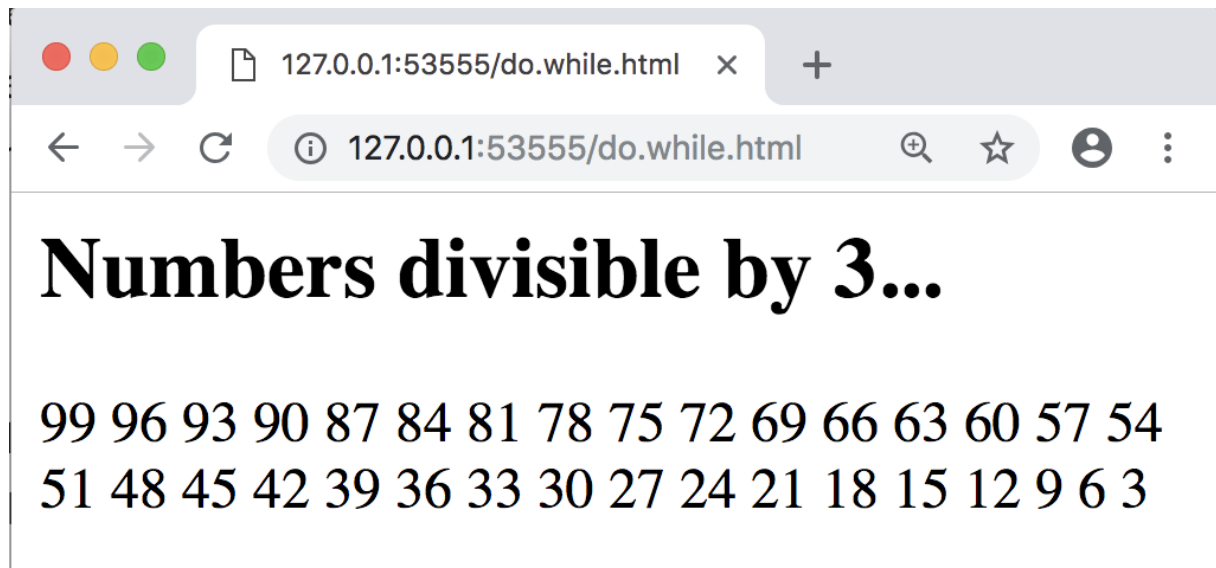 127.0.0.1:53555/do.while.html
127.0.0.1:53555/do.while.html
Numbers divisible by 3...
99 96 93 90 87 84 81 78 75 72 69 66 63 60 57 54
51 48 45 42 39 36 33 30 27 24 21 18 15 12 9 6 3